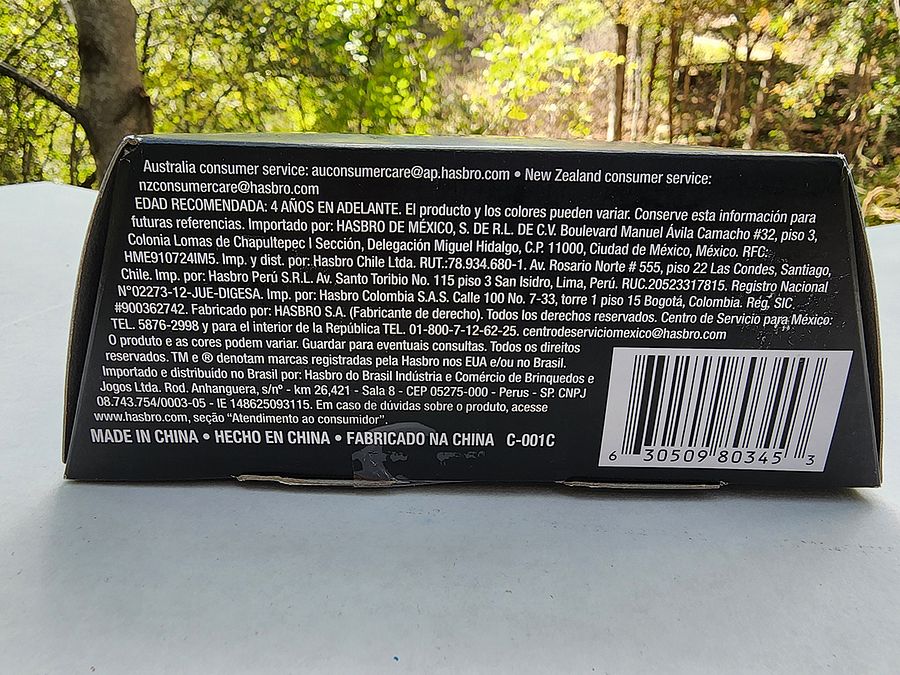 Australia consumer service: auconsumercare@ap.hasbro.com • New Zealand consumer service:
nzconsumercare@hasbro.com
EDAD RECOMENDADA: 4 AÑOS EN ADELANTE. El producto y los colores pueden variar. Conserve esta información para
futuras referencias. Importado por: HASBRO DE MÉXICO, S. DE R.L. DE C.V. Boulevard Manuel Ávila Camacho #32, piso 3,
Colonia Lomas de Chapultepec I Sección, Delegación Miguel Hidalgo, C.P. 11000, Ciudad de México, México. RFC:
HME910724IM5. Imp. y dist. por: Hasbro Chile Ltda. RUT.:78.934.680-1. Av. Rosario Norte # 555, piso 22 Las Condes, Santiago,
Chile. Imp. por: Hasbro Perú S.R.L. Av. Santo Toribio No. 115 piso 3 San Isidro, Lima, Perú. RUC.20523317815. Registro Nacional
N°02273-12-JUE-DIGESA. Imp. por: Hasbro Colombia S.A.S. Calle 100 No. 7-33, torre 1 piso 15 Bogotá, Colombia. Reg. SIC
#900362742. Fabricado por: HASBRO S.A. (Fabricante de derecho). Todos los derechos reservados. Centro de Servicio para México:
TEL. 5876-2998 y para el interior de la República TEL. 01-800-7-12-62-25. centrodeserviciomexico@hasbro.com
O produto e as cores podem variar. Guardar para eventuais consultas. Todos os direitos
reservados. TM e ® denotam marcas registradas pela Hasbro nos EUA e/ou no Brasil.
Importado e distribuido no Brasil por: Hasbro do Brasil Indústria e Comércio de Brinquedos e
Jogos Ltda. Rod. Anhanguera, s/nº - km 26,421 - Sala 8 - CEP 05275-000 - Perus - SP. CNPJ
08.743.754/0003-05 - IE 148625093115. Em caso de dúvidas sobre o produto, acesse
www.hasbro.com, seção “Atendimento ao consumidor”.
MADE IN CHINA • HECHO EN CHINA • FABRICADO NA CHINA C-001C
6 30509 80345 3